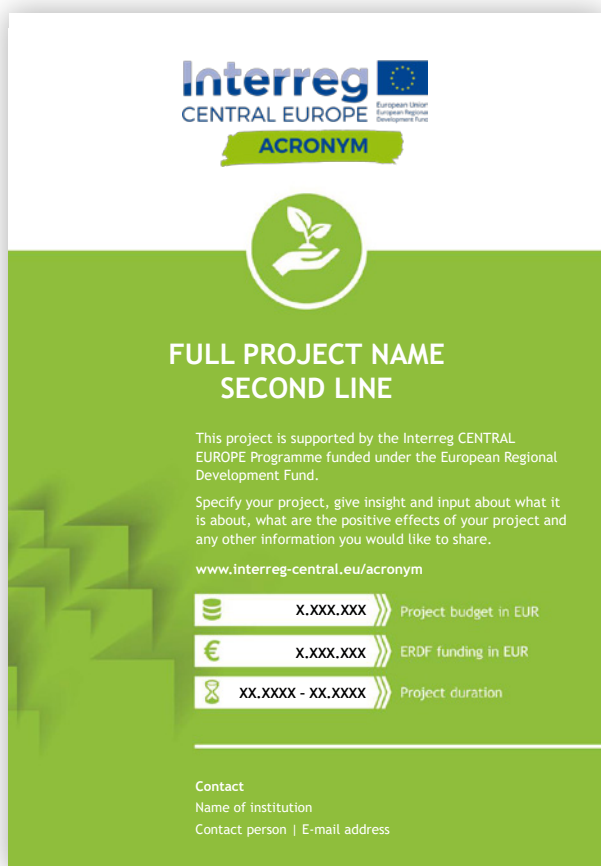 Interreg
CENTRAL EUROPE
European Union
European Regional
Development Fund
ACRONYM
FULL PROJECT NAME
SECOND LINE
This project is supported by the Interreg CENTRAL
EUROPE Programme funded under the European Regional
Development Fund.
Specify your project, give insight and input about what it
is about, what are the positive effects of your project and
any other information you would like to share.
www.interreg-central.eu/acronym
X.XXX.XXX Project budget in EUR
X.XXX.XXX ERDF funding in EUR
XX.XXXX - XX.XXXX Project duration
Contact
Name of institution
Contact person | E-mail address